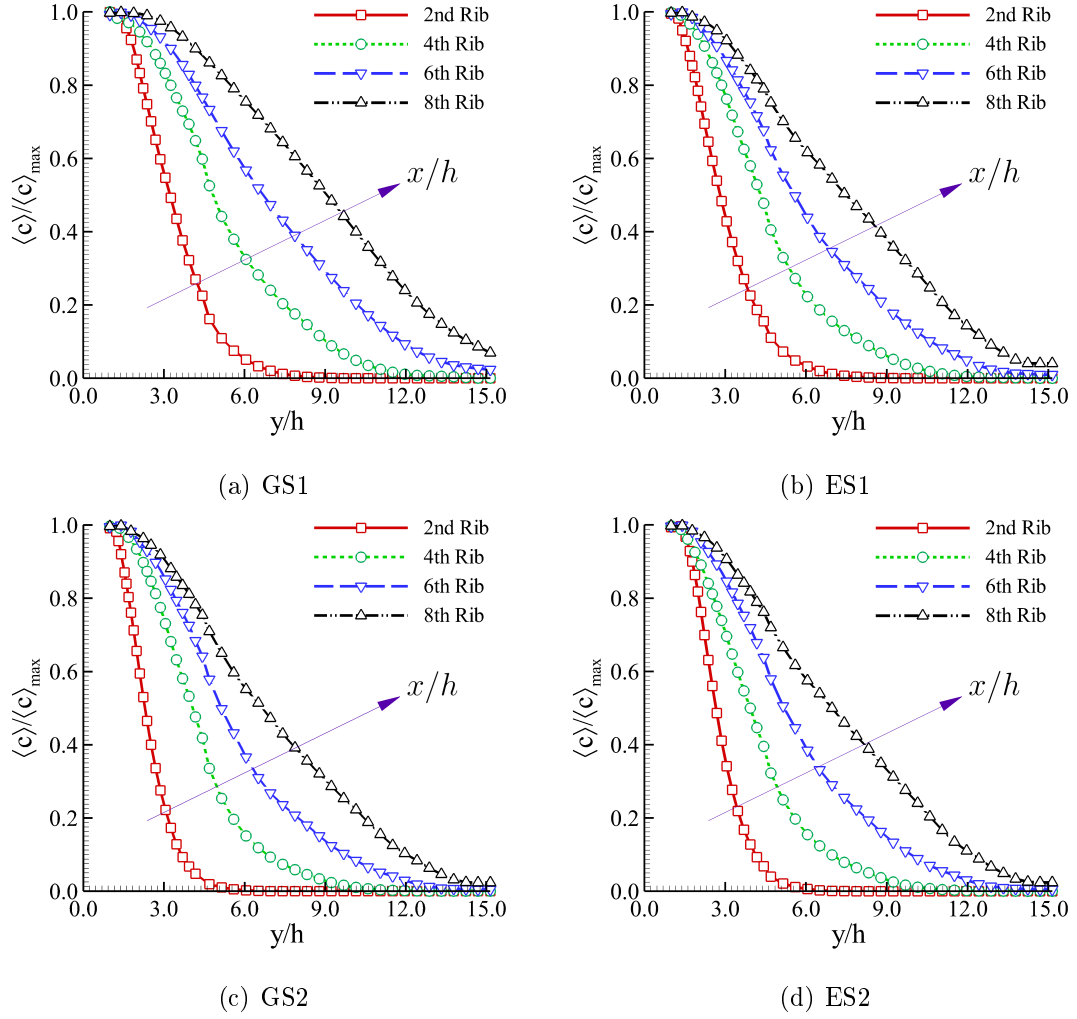 1.0
0.8
0.6
0.4
0.2
0.0
⟨c⟩/⟨c⟩max
0.0 3.0 6.0 9.0 12.0 15.0
y/h
2nd Rib
4th Rib
6th Rib
8th Rib
x/h
(a) GS1
1.0
0.8
0.6
0.4
0.2
0.0
⟨c⟩/⟨c⟩max
0.0 3.0 6.0 9.0 12.0 15.0
y/h
2nd Rib
4th Rib
6th Rib
8th Rib
x/h
(b) ES1
1.0
0.8
0.6
0.4
0.2
0.0
⟨c⟩/⟨c⟩max
0.0 3.0 6.0 9.0 12.0 15.0
y/h
2nd Rib
4th Rib
6th Rib
8th Rib
x/h
(c) GS2
1.0
0.8
0.6
0.4
0.2
0.0
⟨c⟩/⟨c⟩max
0.0 3.0 6.0 9.0 12.0 15.0
y/h
2nd Rib
4th Rib
6th Rib
8th Rib
x/h
(d) ES2